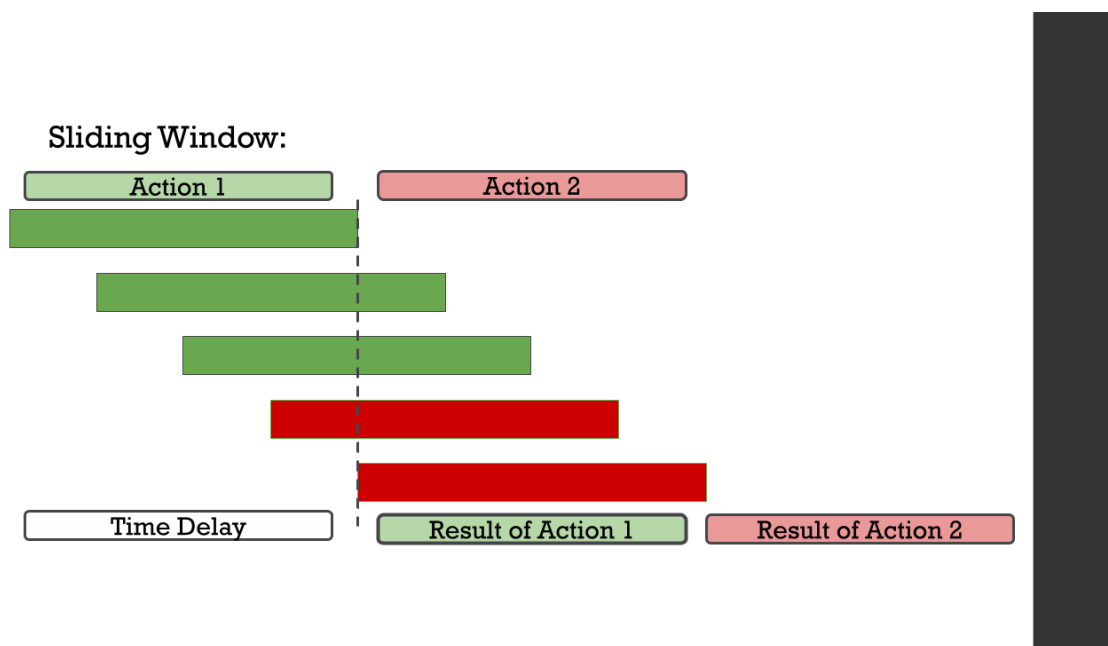 Sliding Window:
Action 1
Action 2
Time Delay
Result of Action 1
Result of Action 2